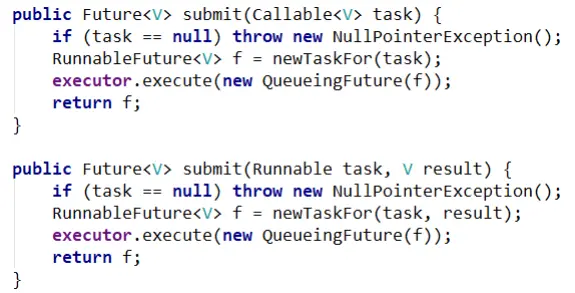 public Future<V> submit(Callable<V> task) {
    if (task == null) throw new NullPointerException();
    RunnableFuture<V> f = newTaskFor(task);
    executor.execute(new QueueingFuture(f));
    return f;
}

public Future<V> submit(Runnable task, V result) {
    if (task == null) throw new NullPointerException();
    RunnableFuture<V> f = newTaskFor(task, result);
    executor.execute(new QueueingFuture(f));
    return f;
}